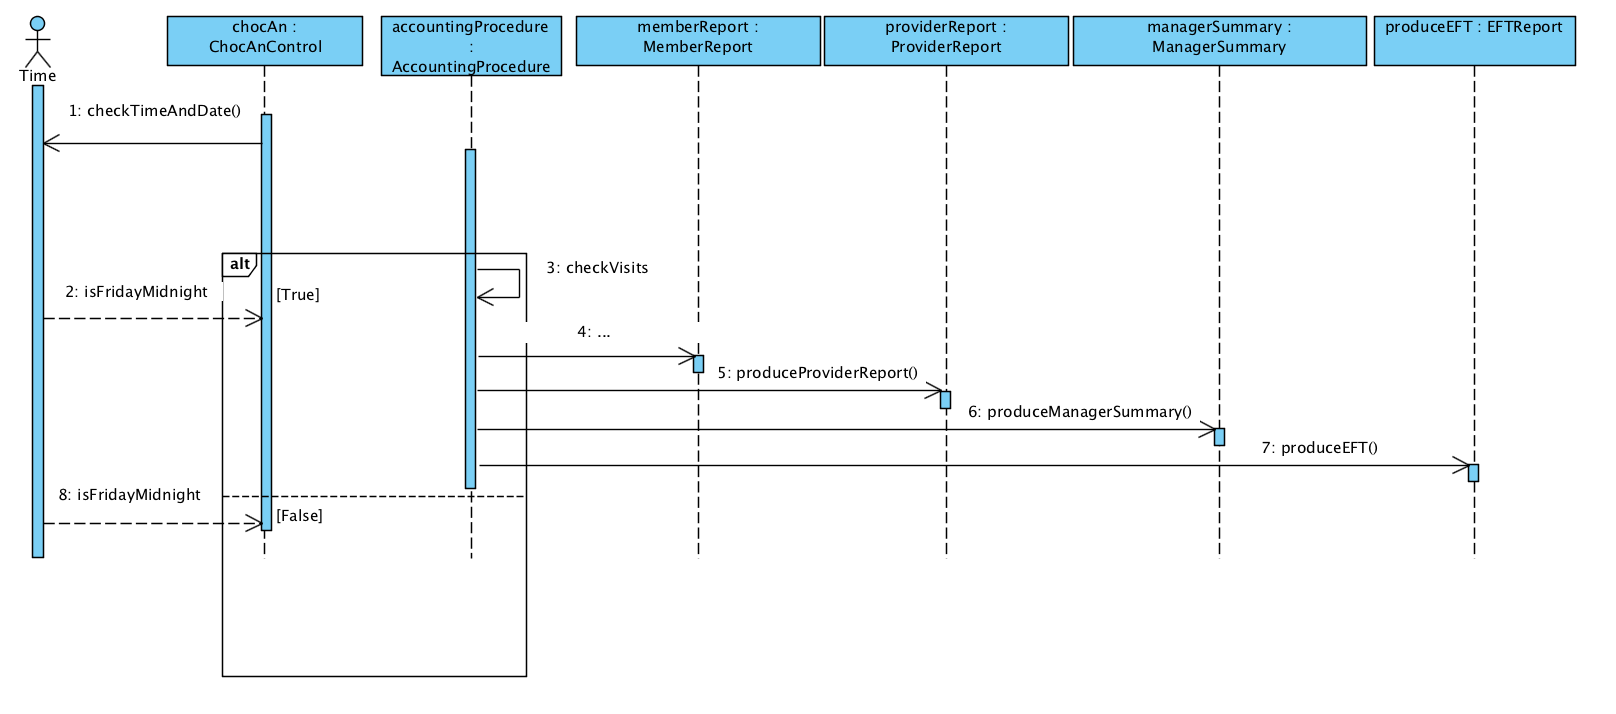 Time
chocAn :
ChocAnControl
accountingProcedure
:
AccountingProcedure
memberReport :
MemberReport
providerReport :
ProviderReport
managerSummary :
ManagerSummary
produceEFT : EFTReport
1: checkTimeAndDate()
alt
3: checkVisits
2: isFridayMidnight
[True]
4: ...
5: produceProviderReport()
6: produceManagerSummary()
7: produceEFT()
8: isFridayMidnight
[False]